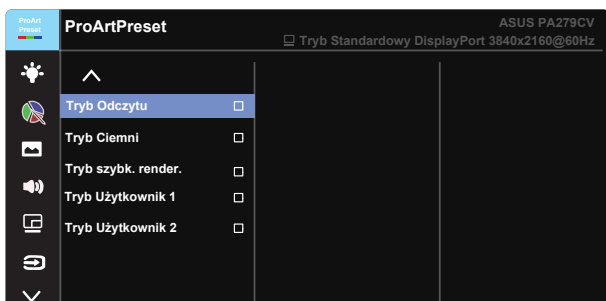 ProArt
Preset
ProArtPreset
ASUS PA279CV
Tryb Standardowy DisplayPort 3840x2160@60Hz
Tryb Odczytu
Tryb Ciemni
Tryb szybk. render.
Tryb Użytkownik 1
Tryb Użytkownik 2